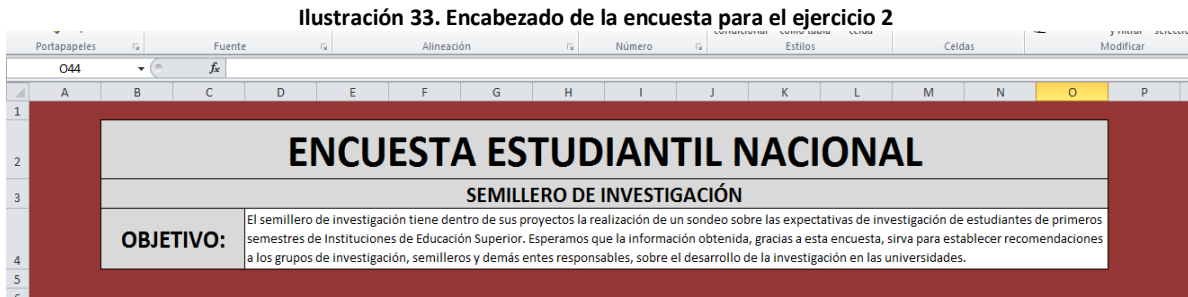 Ilustración 33. Encabezado de la encuesta para el ejercicio 2
condicional como tabla celda
Portapapeles Fuente Alineación Número Estilos Celdas Modificar
O44 fx
A B C D E F G H I J K L M N O P
1
2 ENCUESTA ESTUDIANTIL NACIONAL
3 SEMILLERO DE INVESTIGACIÓN
El semillero de investigación tiene dentro de sus proyectos la realización de un sondeo sobre las expectativas de investigación de estudiantes de primeros
OBJETIVO: semestres de Instituciones de Educación Superior. Esperamos que la información obtenida, gracias a esta encuesta, sirva para establecer recomendaciones
4 a los grupos de investigación, semilleros y demás entes responsables, sobre el desarrollo de la investigación en las universidades.
5